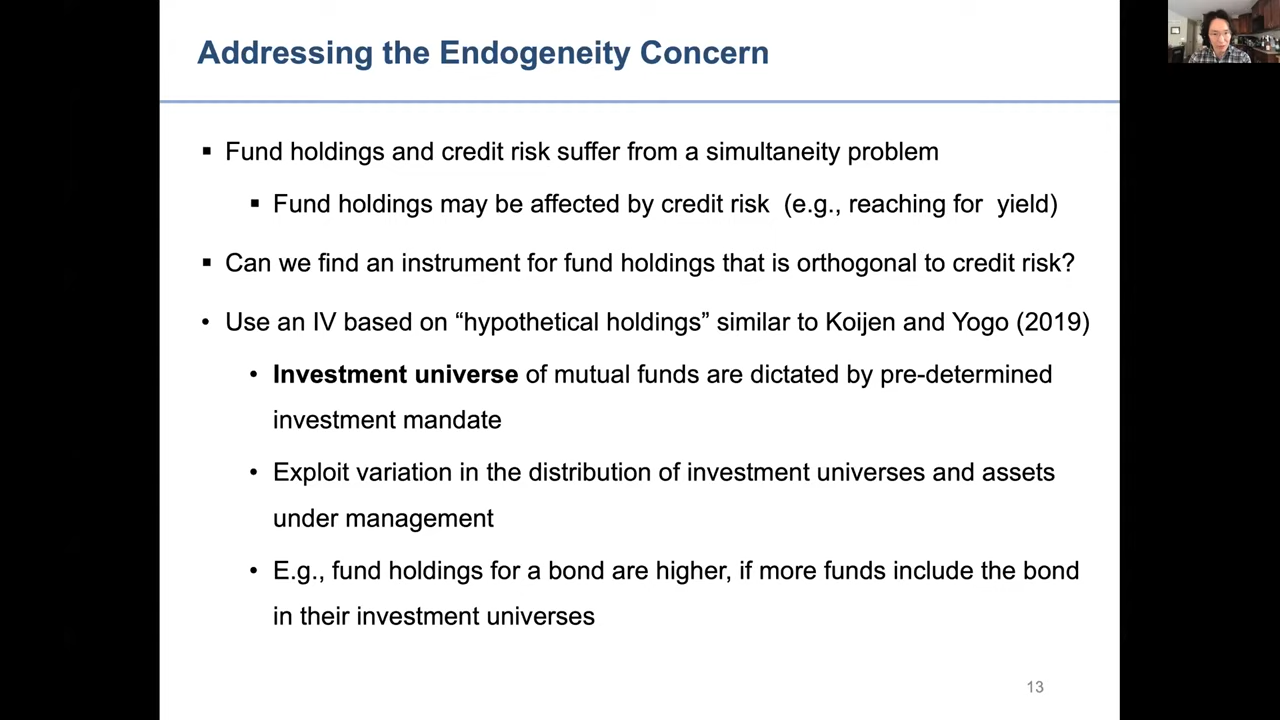 Addressing the Endogeneity Concern
▪ Fund holdings and credit risk suffer from a simultaneity problem
▪ Fund holdings may be affected by credit risk (e.g., reaching for yield)
▪ Can we find an instrument for fund holdings that is orthogonal to credit risk?
• Use an IV based on “hypothetical holdings” similar to Koijen and Yogo (2019)
• Investment universe of mutual funds are dictated by pre-determined
investment mandate
• Exploit variation in the distribution of investment universes and assets
under management
• E.g., fund holdings for a bond are higher, if more funds include the bond
in their investment universes
13